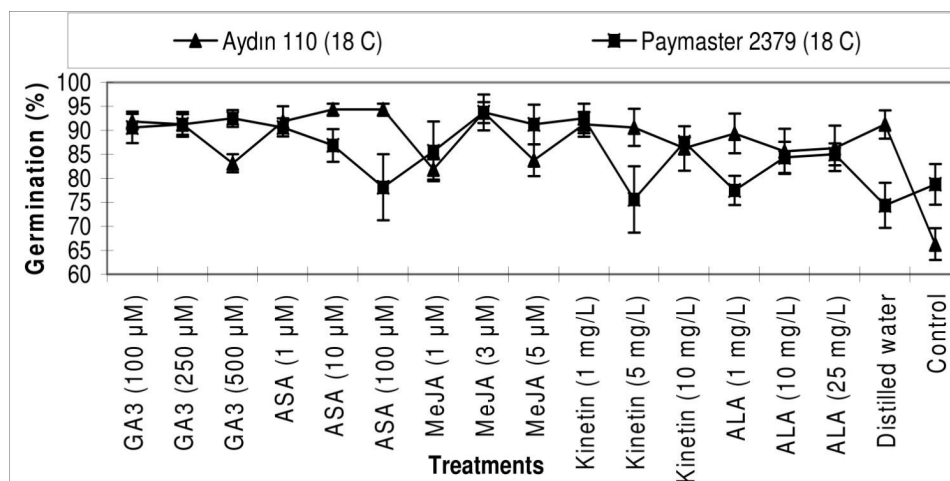 Aydın 110 (18 C)
Paymaster 2379 (18 C)
Germination (%)
100
95
90
85
80
75
70
65
60
GA3 (100 µM)
GA3 (250 µM)
GA3 (500 µM)
ASA (1 µM)
ASA (10 µM)
ASA (100 µM)
MeJA (1 µM)
MeJA (3 µM)
MeJA (5 µM)
Kinetin (1 mg/L)
Kinetin (5 mg/L)
Kinetin (10 mg/L)
ALA (1 mg/L)
ALA (10 mg/L)
ALA (25 mg/L)
Distilled water
Control
Treatments